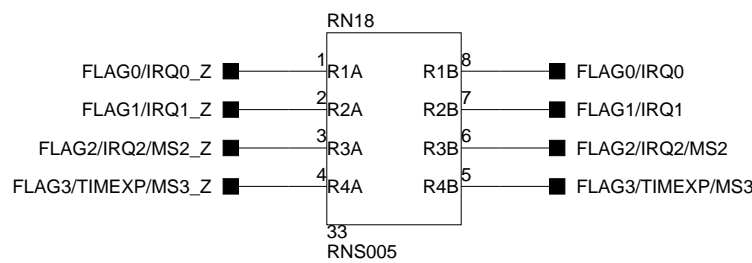 RN18
FLAG0/IRQ0_Z 1 R1A R1B 8 FLAG0/IRQ0
FLAG1/IRQ1_Z 2 R2A R2B 7 FLAG1/IRQ1
FLAG2/IRQ2/MS2_Z 3 R3A R3B 6 FLAG2/IRQ2/MS2
FLAG3/TIMEXP/MS3_Z 4 R4A R4B 5 FLAG3/TIMEXP/MS3
33
RNS005